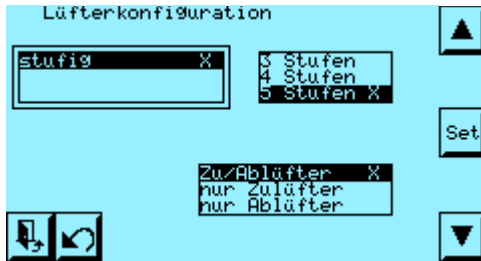 Lüfterkonfiguration
stufig X
3 Stufen
4 Stufen
5 Stufen X
Set
Zu/Ablüfter X
nur Zulüfter
nur Ablüfter